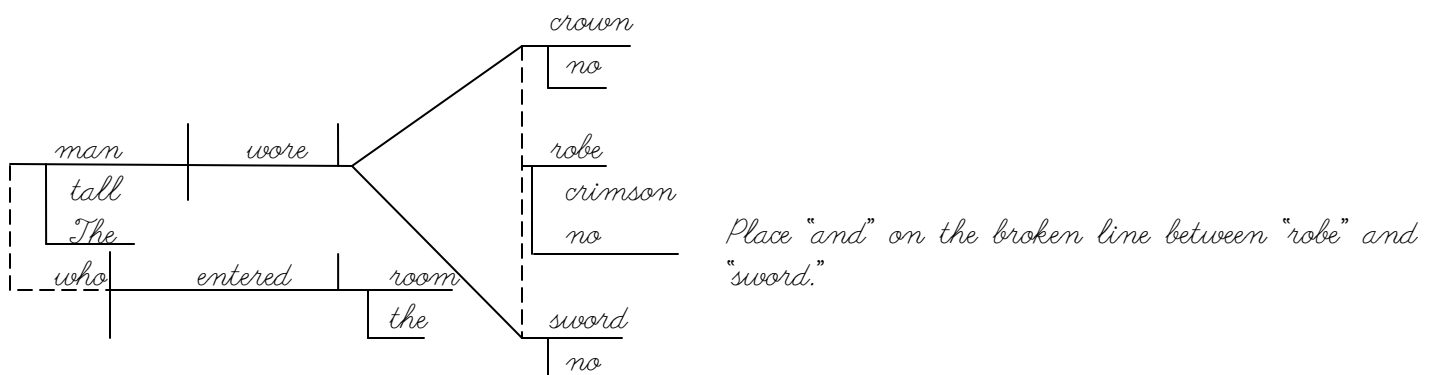 crown
no
man wore robe
tall crimson
The no
who entered room
the sword
no
Place “and” on the broken line between “robe” and
“sword.”